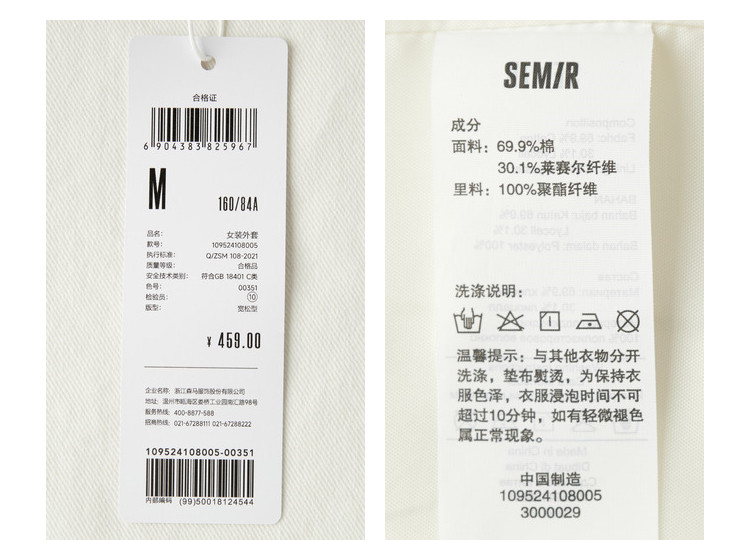 合格证
6 904383 825967
M
160/84A
品名： 女装外套
款号： 109524108005
执行标准： Q/ZSM 108-2021
质量等级： 合格品
安全技术类别： 符合GB 18401 C类
色号： 00351
检验员： ⑩
版型： 宽松型
¥ 459.00
企业名称：浙江森马服饰股份有限公司
地址：温州市瓯海区娄桥工业园南汇路98号
服务热线：400-8877-588
招商热线：021-67288111 021-67288222
109524108005-00351
内部编码 (99)50018124544
SEMIR
成分
面料：69.9%棉
30.1%莱赛尔纤维
里料：100%聚酯纤维
洗涤说明：
温馨提示：与其他衣物分开
洗涤，垫布熨烫，为保持衣
服色泽，衣服浸泡时间不可
超过10分钟，如有轻微褪色
属正常现象。
中国制造
109524108005
3000029